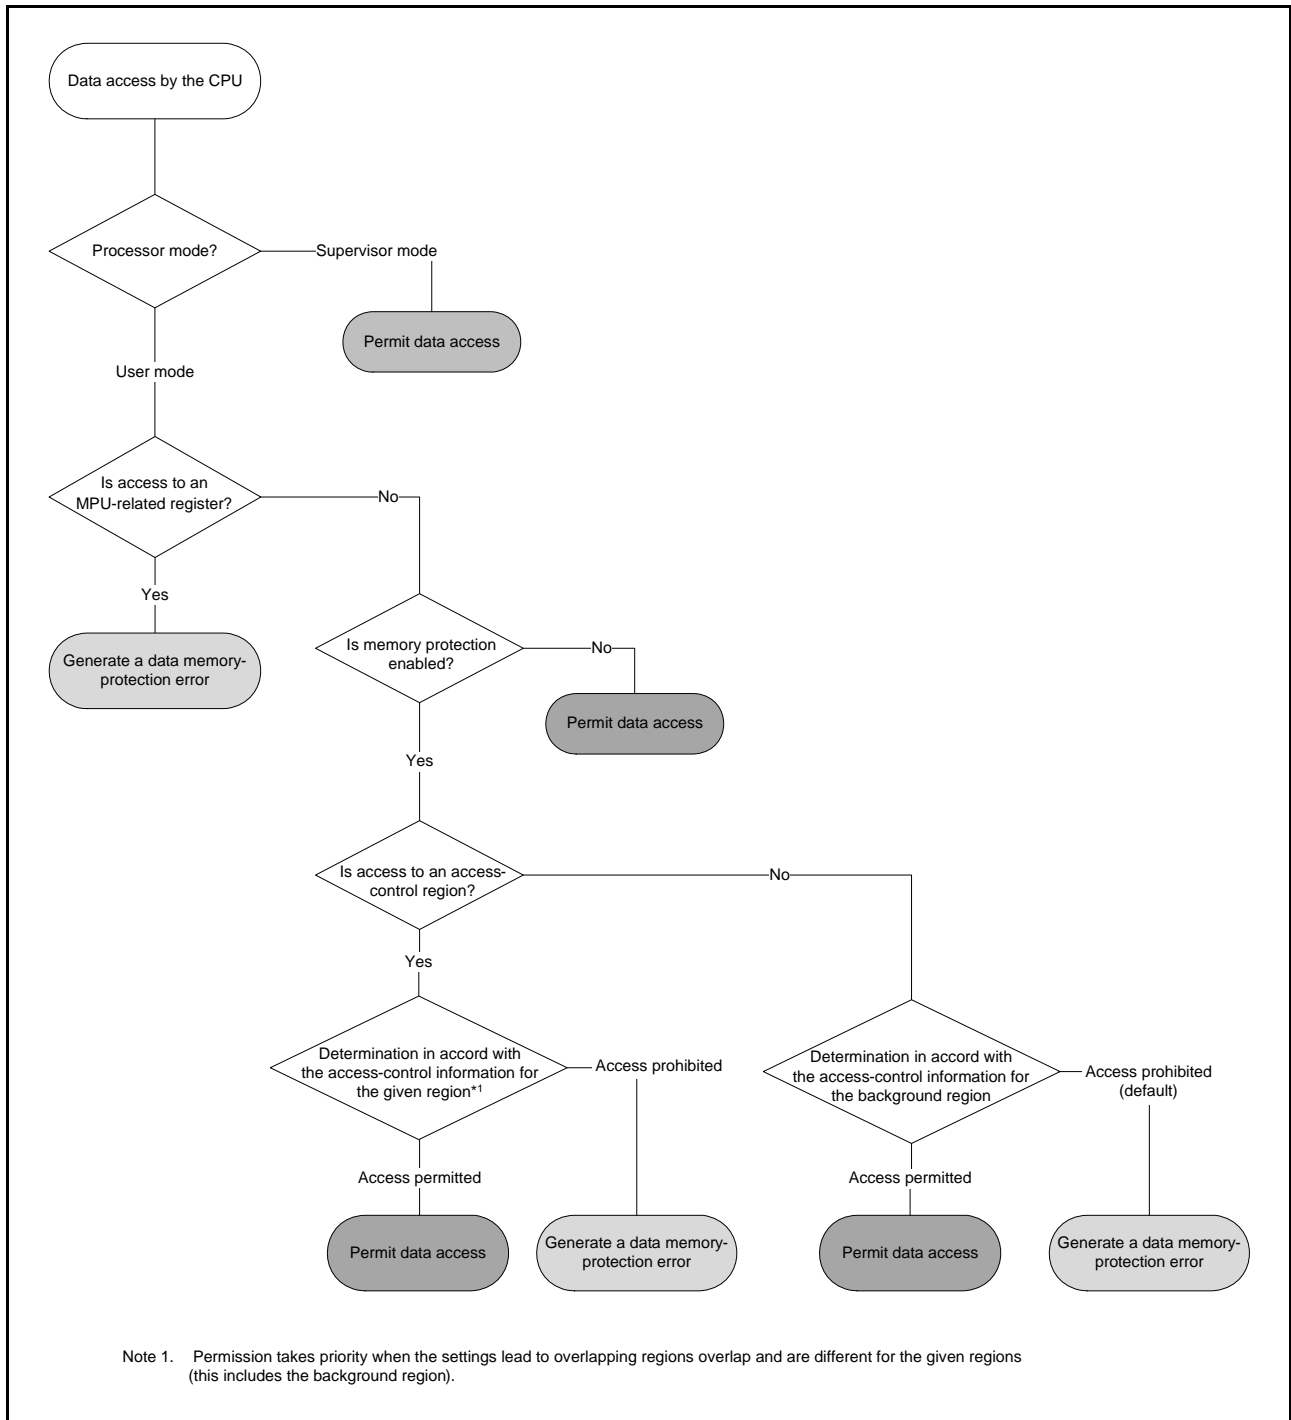 Data access by the CPU
Processor mode?
Supervisor mode
Permit data access
User mode
Is access to an
MPU-related register?
No
Yes
Generate a data memory-
protection error
Is memory protection
enabled?
No
Permit data access
Yes
Is access to an access-
control region?
No
Yes
Determination in accord with
the access-control information for
the given region*1
Access prohibited
Determination in accord with
the access-control information for
the background region
Access prohibited
(default)
Access permitted
Access permitted
Permit data access
Generate a data memory-
protection error
Permit data access
Generate a data memory-
protection error
Note 1. Permission takes priority when the settings lead to overlapping regions overlap and are different for the given regions
(this includes the background region).